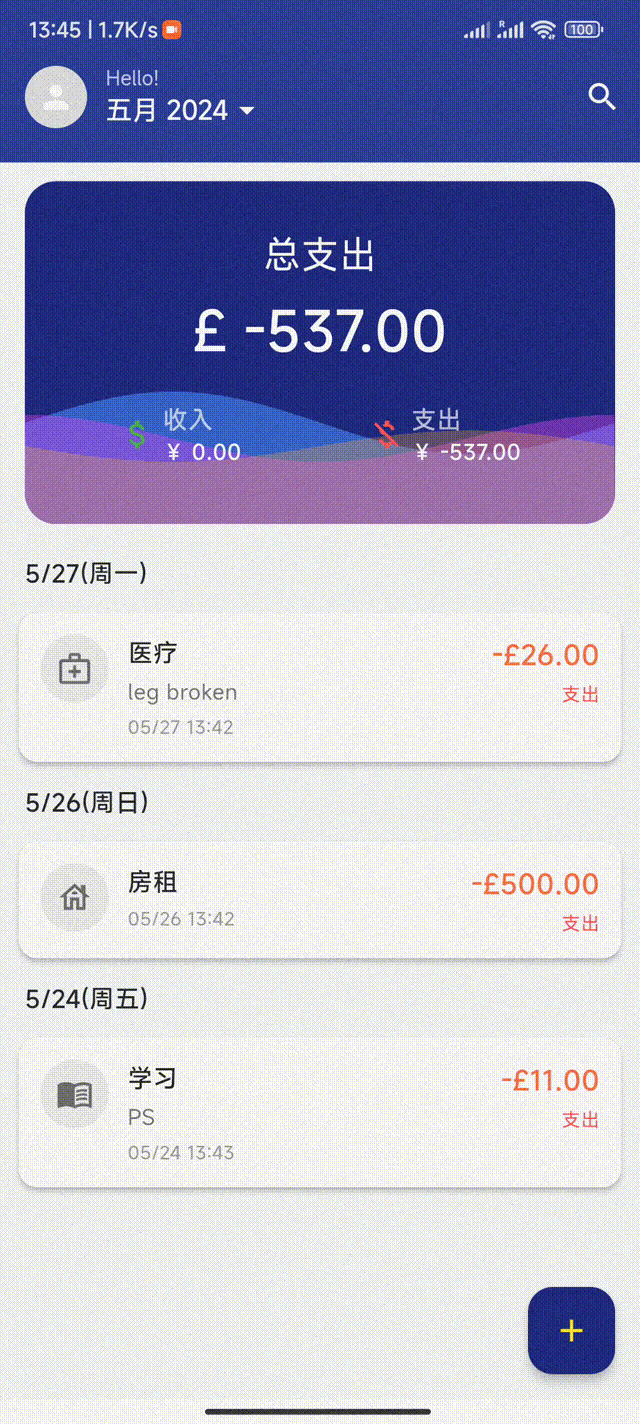 13:45 | 1.7K/s
R
100
Hello!
五月 2024
总支出
£ -537.00
收入
¥ 0.00
支出
¥ -537.00
5/27(周一)
医疗
-£26.00
leg broken
支出
05/27 13:42
5/26(周日)
房租
-£500.00
05/26 13:42
支出
5/24(周五)
学习
-£11.00
PS
支出
05/24 13:43
+